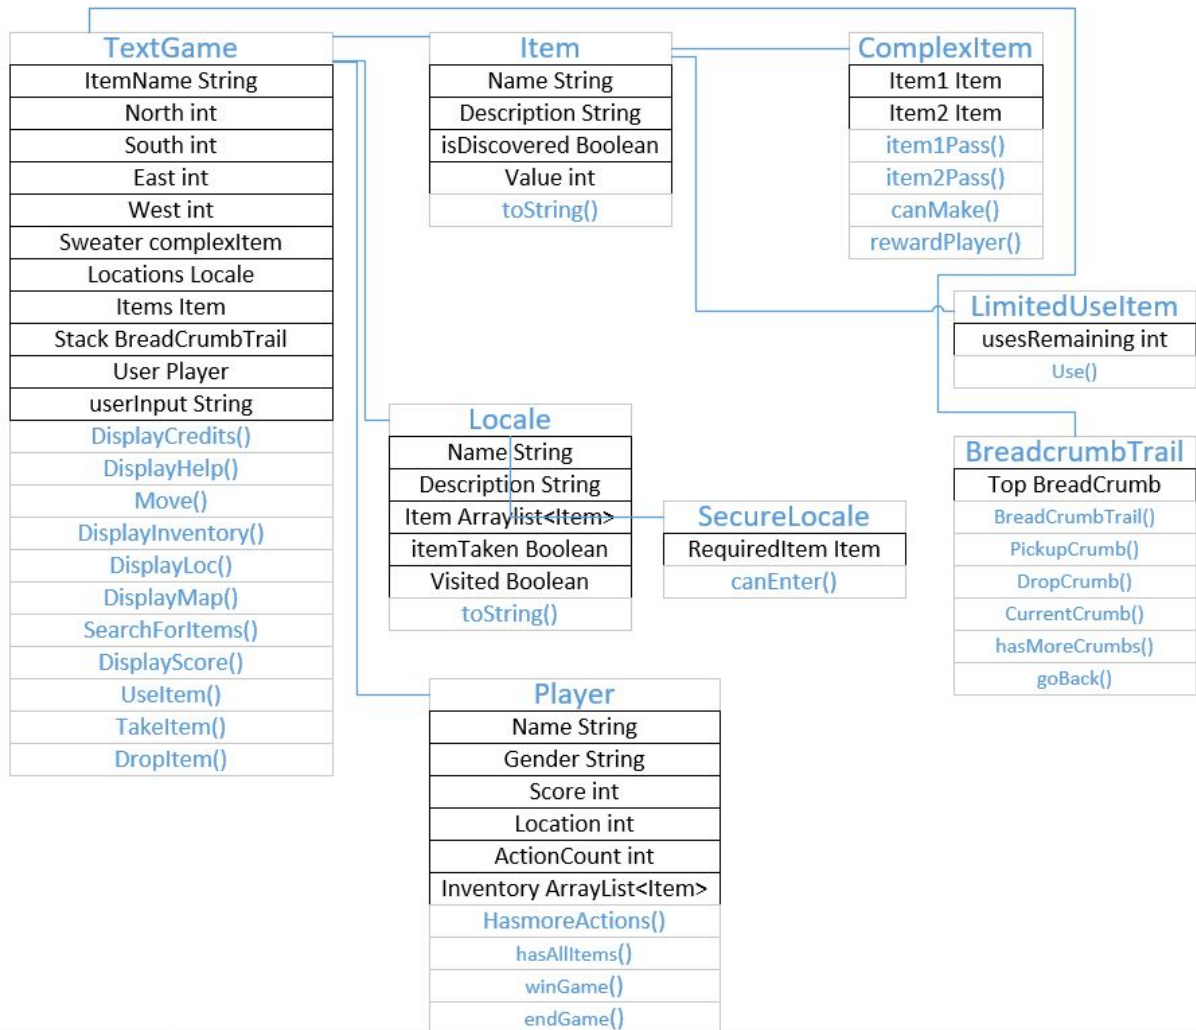 TextGame
ItemName String
North int
South int
East int
West int
Sweater complexItem
Locations Locale
Items Item
Stack BreadCrumbTrail
User Player
userInput String
DisplayCredits()
DisplayHelp()
Move()
DisplayInventory()
DisplayLoc()
DisplayMap()
SearchForItems()
DisplayScore()
UseItem()
TakeItem()
DropItem()
Item
Name String
Description String
isDiscovered Boolean
Value int
toString()
ComplexItem
Item1 Item
Item2 Item
item1Pass()
item2Pass()
canMake()
rewardPlayer()
LimitedUseItem
usesRemaining int
Use()
Locale
Name String
Description String
Item Arraylist<Item>
itemTaken Boolean
Visited Boolean
toString()
SecureLocale
RequiredItem Item
canEnter()
BreadcrumbTrail
Top BreadCrumb
BreadCrumbTrail()
PickupCrumb()
DropCrumb()
CurrentCrumb()
hasMoreCrumbs()
goBack()
Player
Name String
Gender String
Score int
Location int
ActionCount int
Inventory ArrayList<Item>
HasmoreActions()
hasAllItems()
winGame()
endGame()